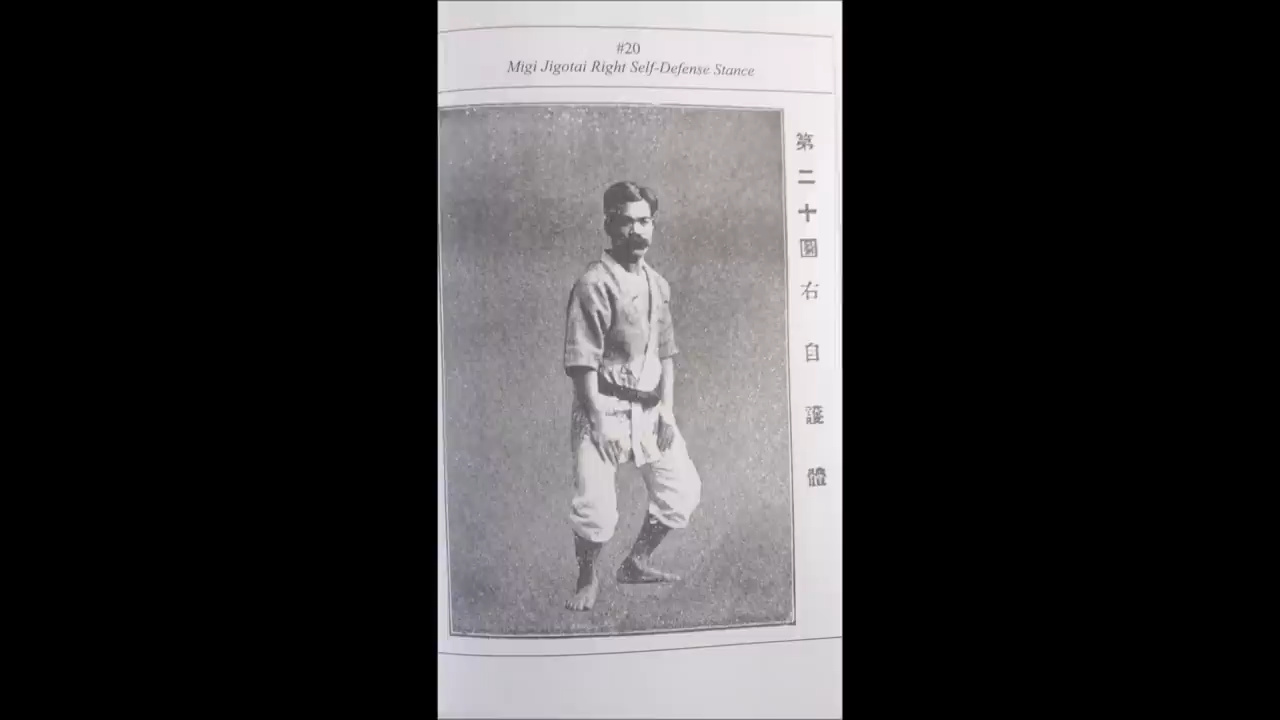 #20
Migi Jigotai Right Self-Defense Stance
第二十圖右自護體